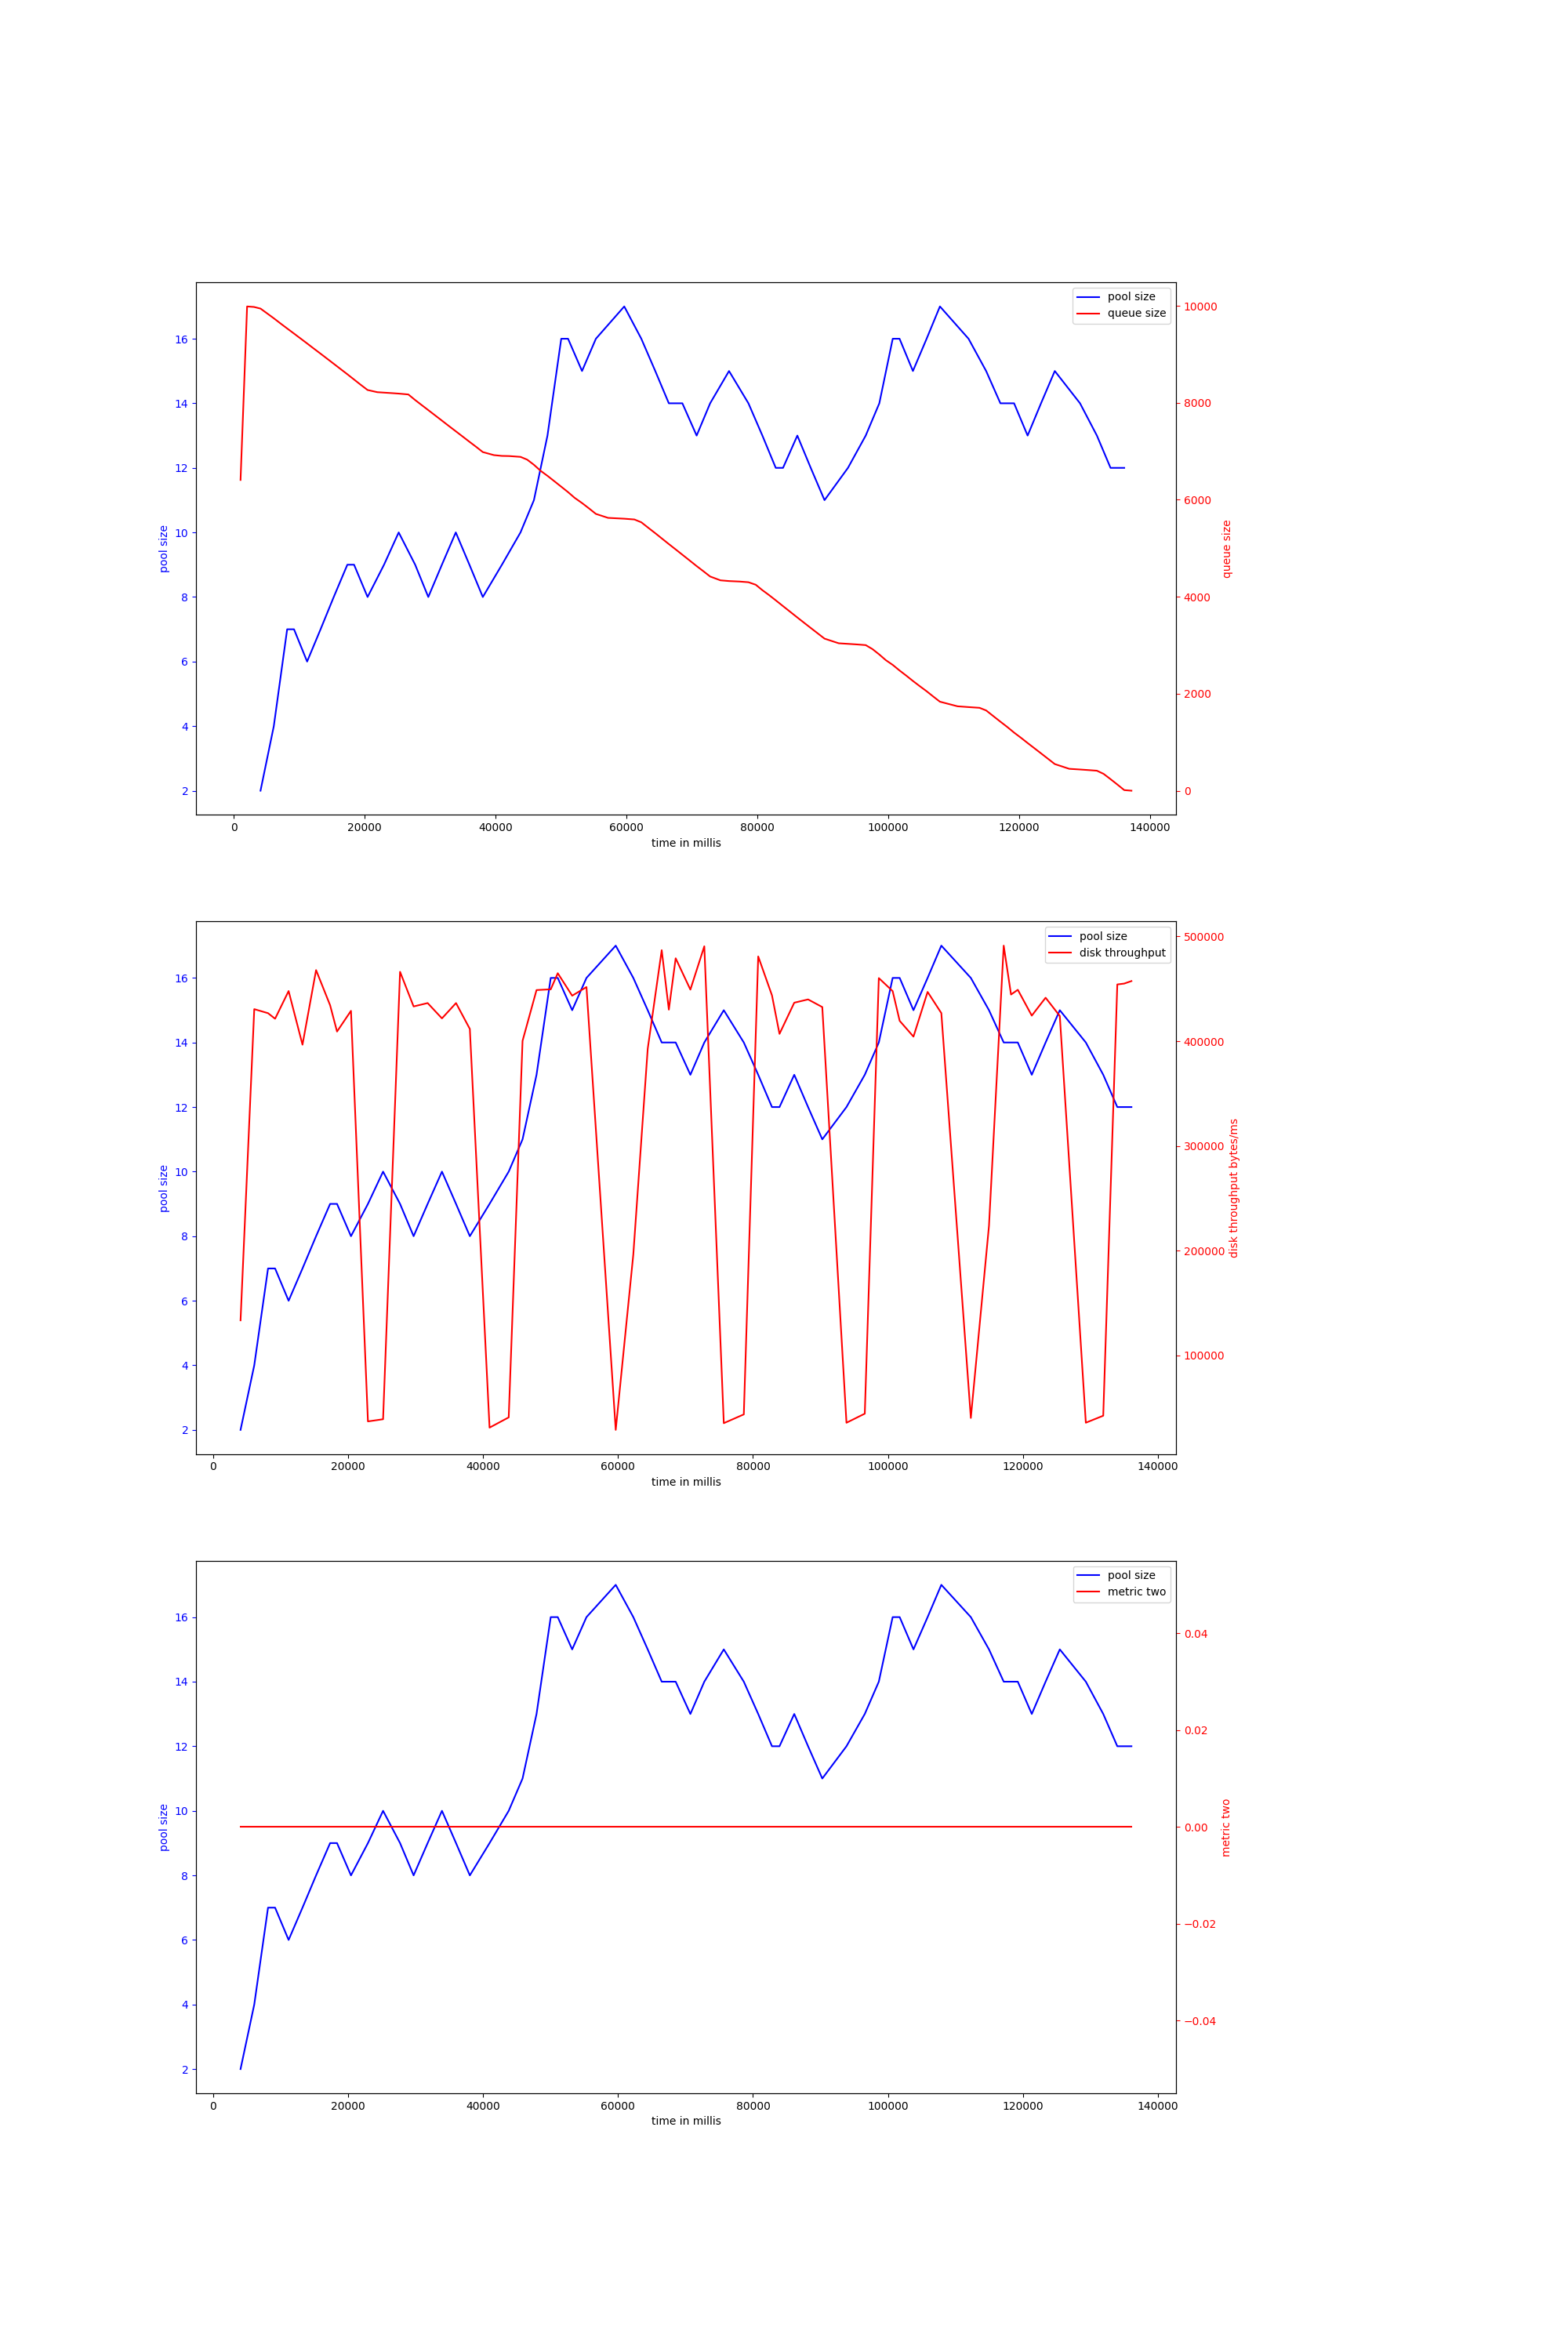 pool size
queue size
16
14
12
10
8
6
4
2
pool size
10000
8000
6000
4000
2000
0
queue size
0 20000 40000 60000 80000 100000 120000 140000
time in millis
pool size
disk throughput
16
14
12
10
8
6
4
2
pool size
500000
400000
300000
200000
100000
disk throughput bytes/ms
0 20000 40000 60000 80000 100000 120000 140000
time in millis
pool size
metric two
16
14
12
10
8
6
4
2
pool size
0.04
0.02
0.00
−0.02
−0.04
metric two
0 20000 40000 60000 80000 100000 120000 140000
time in millis